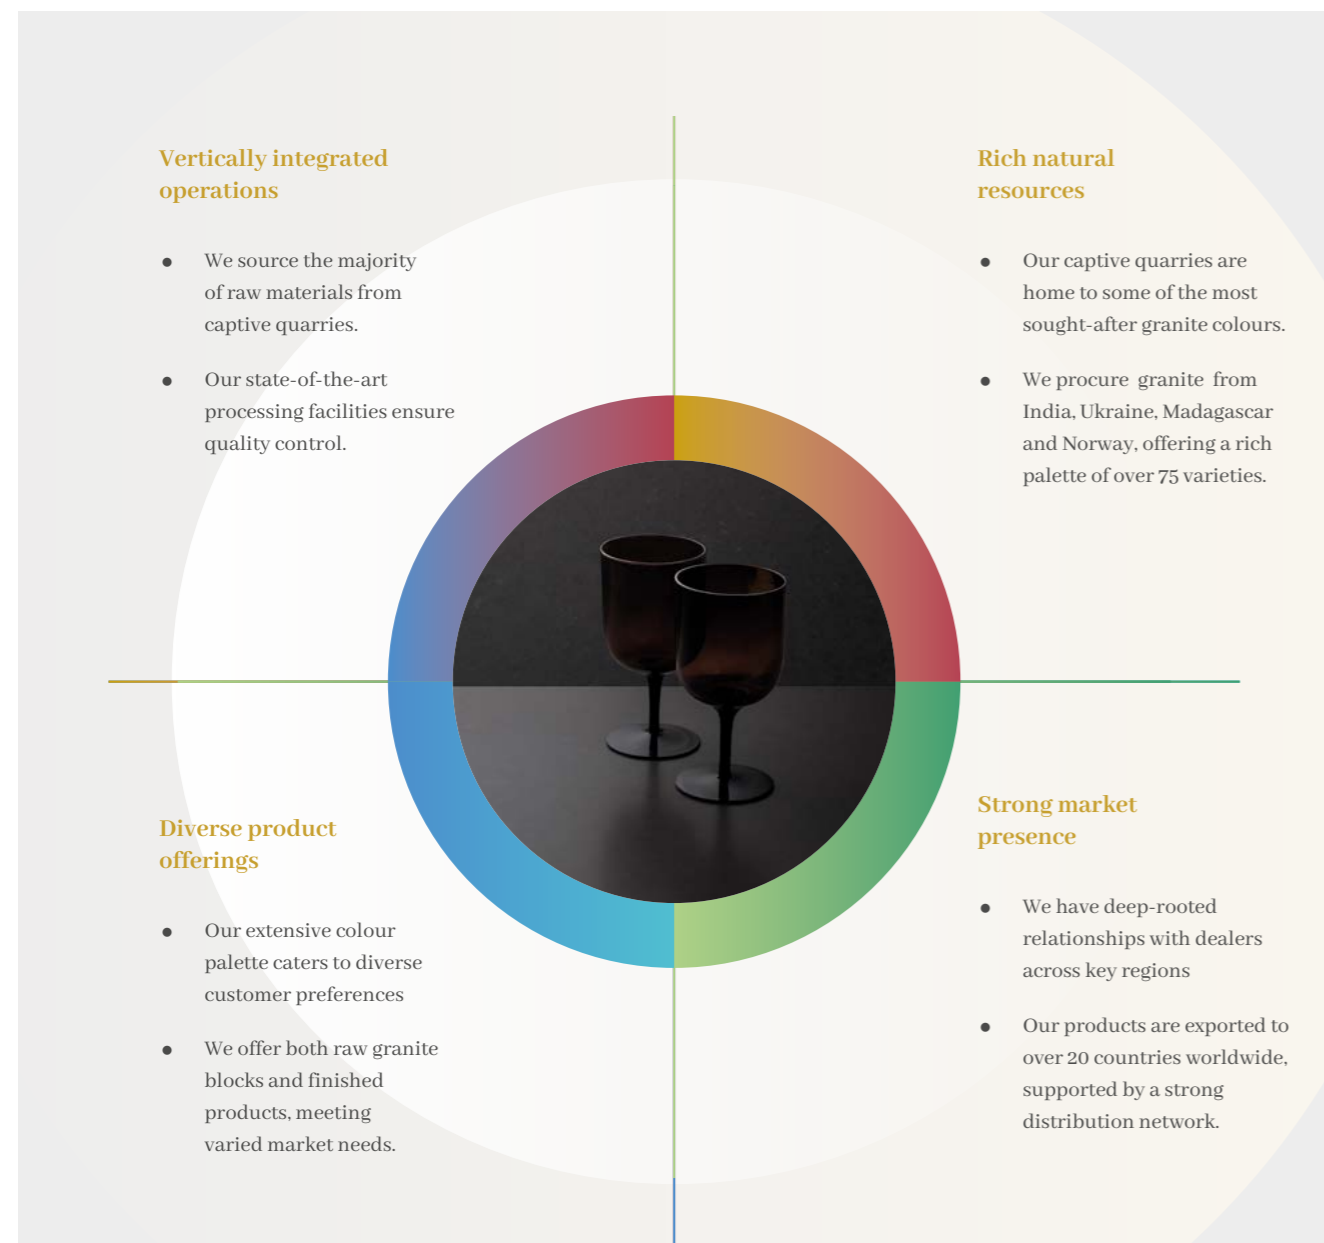 Vertically integrated
operations
● We source the majority
of raw materials from
captive quarries.
● Our state-of-the-art
processing facilities ensure
quality control.
Rich natural
resources
● Our captive quarries are
home to some of the most
sought-after granite colours.
● We procure granite from
India, Ukraine, Madagascar
and Norway, offering a rich
palette of over 75 varieties.
Diverse product
offerings
● Our extensive colour
palette caters to diverse
customer preferences
● We offer both raw granite
blocks and finished
products, meeting
varied market needs.
Strong market
presence
● We have deep-rooted
relationships with dealers
across key regions
● Our products are exported to
over 20 countries worldwide,
supported by a strong
distribution network.